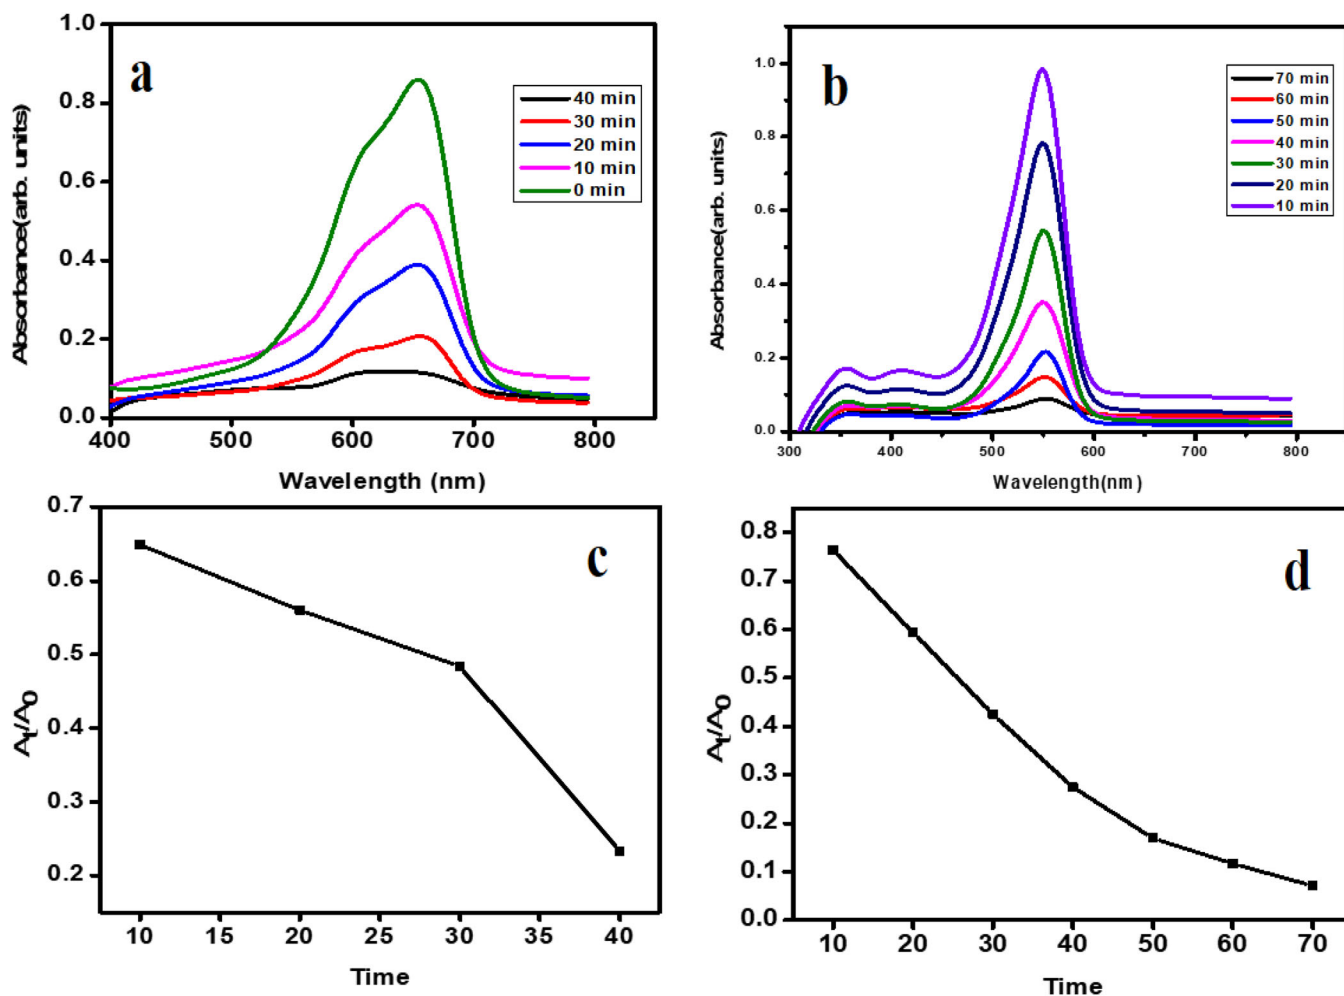 a
1.0
0.8
0.6
0.4
0.2
0.0
Absorbance(arb. units)
40 min
30 min
20 min
10 min
0 min
400 500 600 700 800
Wavelength (nm)
b
1.0
0.8
0.6
0.4
0.2
0.0
Absorbance(arb. units)
70 min
60 min
50 min
40 min
30 min
20 min
10 min
300 400 500 600 700 800
Wavelength(nm)
c
0.7
0.6
0.5
0.4
0.3
0.2
At/A0
10 15 20 25 30 35 40
Time
d
0.8
0.7
0.6
0.5
0.4
0.3
0.2
0.1
0.0
At/A0
10 20 30 40 50 60 70
Time